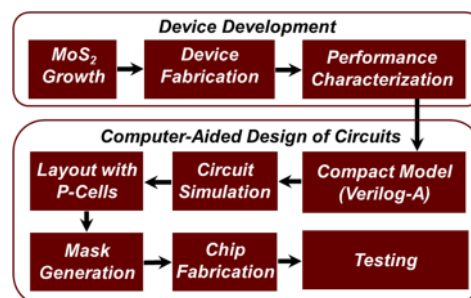 Device Development
MoS₂
Growth
Device
Fabrication
Performance
Characterization
Computer-Aided Design of Circuits
Layout with
P-Cells
Circuit
Simulation
Compact Model
(Verilog-A)
Mask
Generation
Chip
Fabrication
Testing